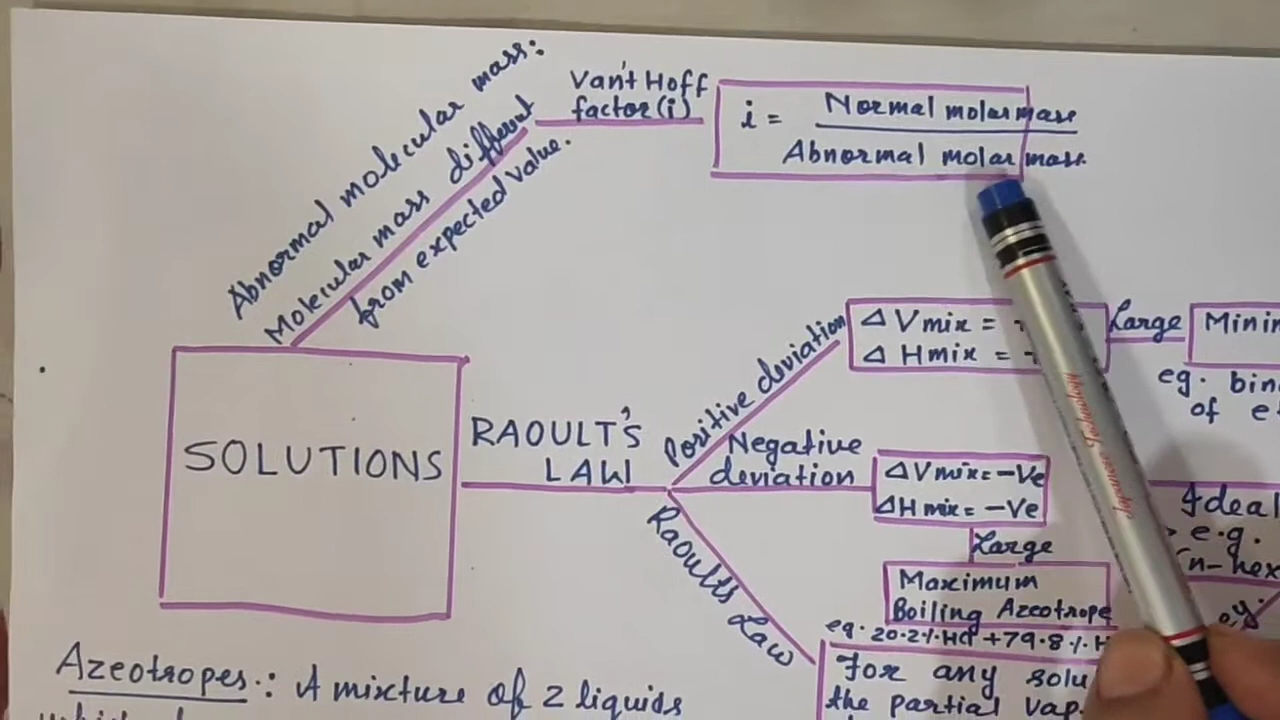 Abnormal molecular mass:
Molecular mass different
from expected value.
Van't Hoff
factor(i)
i = Normal molar mass
Abnormal molar mass
SOLUTIONS
RAOULT'S
LAW
Positive deviation
Δ Vmix = +
Δ Hmix = +
Large
Minim
eg. bin
of e
Negative
deviation
ΔVmix = -Ve
ΔHmix = -Ve
Large
Maximum
Boiling Azeotrope
eg. 20.2% HCl + 79.8% H
Ideal
e.g.
n-hex
Raoults Law
For any solu
the partial vap.
Azeotropes : A mixture of 2 liquids